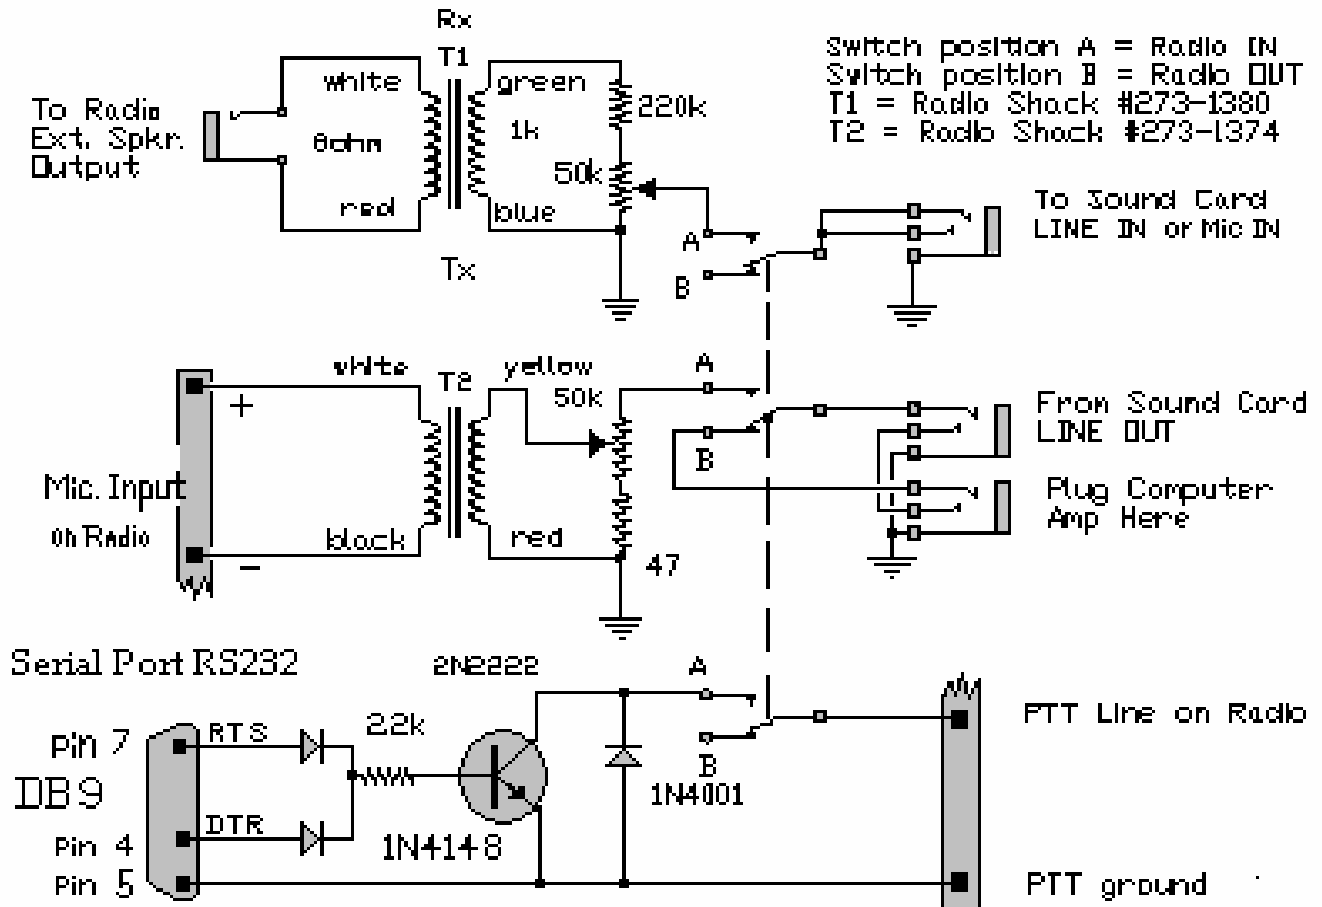 Rx
T1
white
green
To Radio
Ext. Spkr.
Output
8ohm
1k
220k
50k
red
blue
Switch position A = Radio IN
Switch position B = Radio OUT
T1 = Radio Shack #273-1380
T2 = Radio Shack #273-1374
To Sound Card
LINE IN or Mic IN
A
B
Tx
white
T2
yellow
50k
+
A
B
From Sound Card
LINE OUT
Mic. Input
on Radio
Plug Computer
Amp Here
black
red
47
−
Serial Port RS232
2N2222
A
pin 7
RTS
2.2k
PTT Line on Radio
DB9
B
1N4001
DTR
Pin 4
1N4148
Pin 5
PTT ground